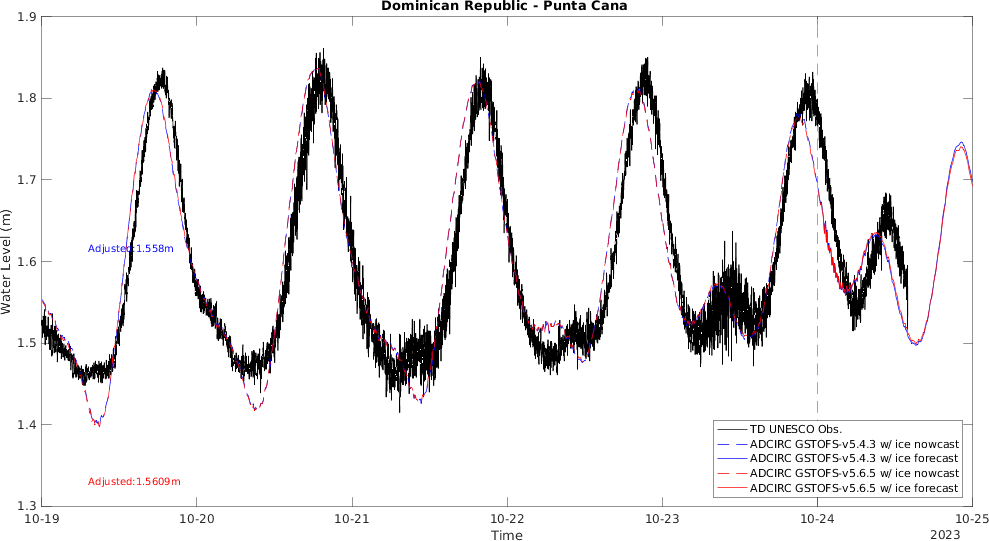 Dominican Republic - Punta Cana
1.9
1.8
1.7
1.6
1.5
1.4
1.3
Water Level (m)
Adjusted:1.558m
Adjusted:1.5609m
TD UNESCO Obs.
ADCIRC GSTOFS-v5.4.3 w/ ice nowcast
ADCIRC GSTOFS-v5.4.3 w/ ice forecast
ADCIRC GSTOFS-v5.6.5 w/ ice nowcast
ADCIRC GSTOFS-v5.6.5 w/ ice forecast
10-19 10-20 10-21 10-22 10-23 10-24 10-25
Time
2023